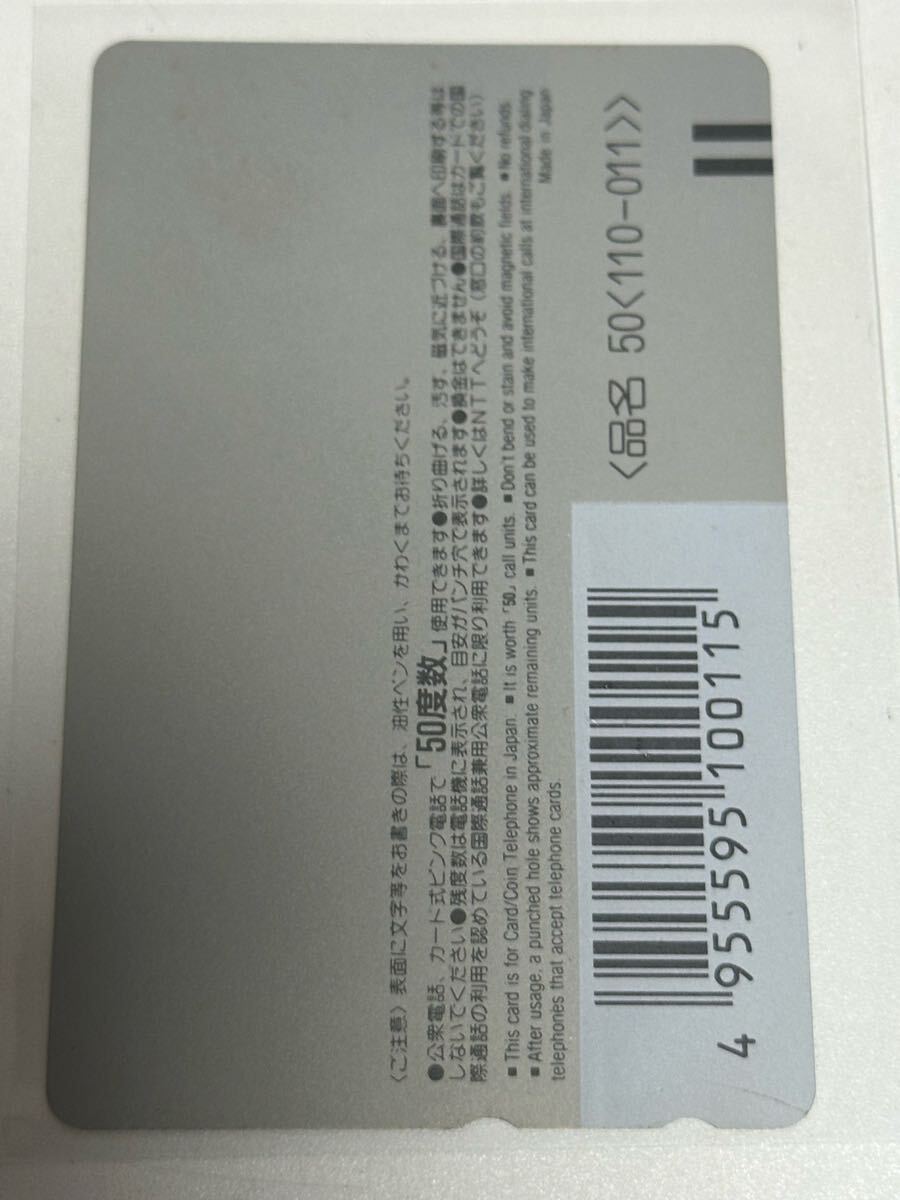 〈ご注意〉表面に文字等をお書きの際は、油性ペンを用い、かわくまでお待ちください。
●公衆電話、カード式ピンク電話で「50度数」使用できます●折り曲げる、汚す、磁気に近づける、裏面へ印刷する等は
しないでください●残度数は電話機に表示され、目安がパンチ穴で表示されます●換金はできません●国際通話はカードでの国
際通話の利用を認めている国際通話兼用公衆電話に限り利用できます●詳しくはNTTへどうぞ（窓口の約款もご覧ください）
■ This card is for Card/Coin Telephone in Japan. ■ It is worth「50」call units. ■ Don't bend or stain and avoid magnetic fields. ■ No refunds.
■ After usage, a punched hole shows approximate remaining units. ■ This card can be used to make international calls at international dialing
telephones that accept telephone cards.
Made in Japan
〈品名 50〈110-011〉〉
4 955595 100115